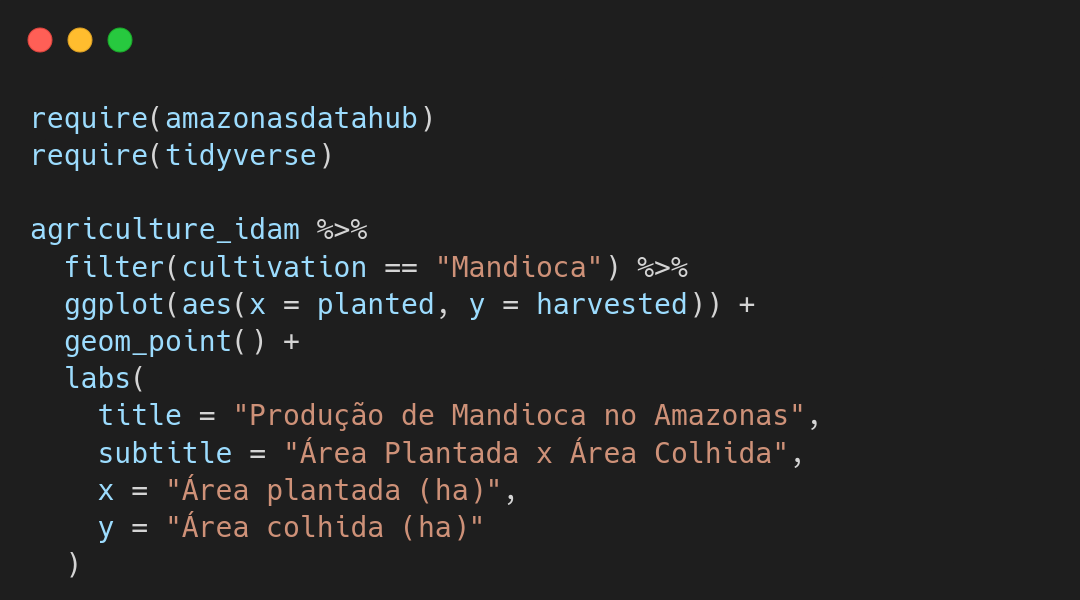 require(amazonasdatahub)
require(tidyverse)

agriculture_idam %>%
  filter(cultivation == "Mandioca") %>%
  ggplot(aes(x = planted, y = harvested)) +
  geom_point() +
  labs(
    title = "Produção de Mandioca no Amazonas",
    subtitle = "Área Plantada x Área Colhida",
    x = "Área plantada (ha)",
    y = "Área colhida (ha)"
  )